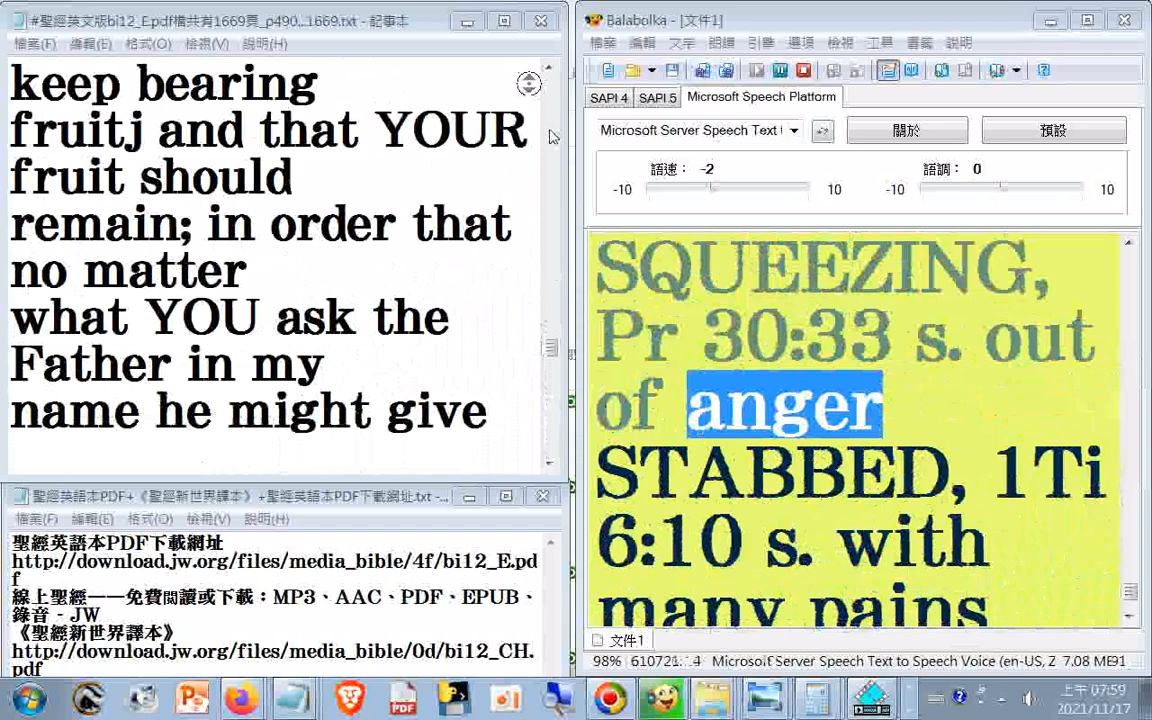 #聖經英文版bi12_E.pdf檔共有1669頁_p490...1669.txt - 記事本
檔案(F) 編輯(E) 格式(O) 檢視(V) 說明(H)
keep bearing
fruitj and that YOUR
fruit should
remain; in order that
no matter
what YOU ask the
Father in my
name he might give
聖經英語本PDF+《聖經新世界譯本》+聖經英語本PDF下載網址.txt -...
檔案(F) 編輯(E) 格式(O) 檢視(V) 說明(H)
聖經英語本PDF下載網址
http://download.jw.org/files/media_bible/4f/bi12_E.pd
f
線上聖經——免費閱讀或下載：MP3、AAC、PDF、EPUB、
錄音 - JW
《聖經新世界譯本》
http://download.jw.org/files/media_bible/0d/bi12_CH.
pdf
Balabolka - [文件1]
檔案 編輯 文字 朗讀 引擎 選項 檢視 工具 書籤 說明
SAPI 4 SAPI 5 Microsoft Speech Platform
Microsoft Server Speech Text 關於 預設
語速： -2 語調： 0
-10 10 -10 10
SQUEEZING,
Pr 30:33 s. out
of anger
STABBED, 1Ti
6:10 s. with
many pains
文件1
98% Microsoft Server Speech Text to Speech Voice (en-US, Z 7.08 ME91
PDF
上午 07:59
2021/11/17